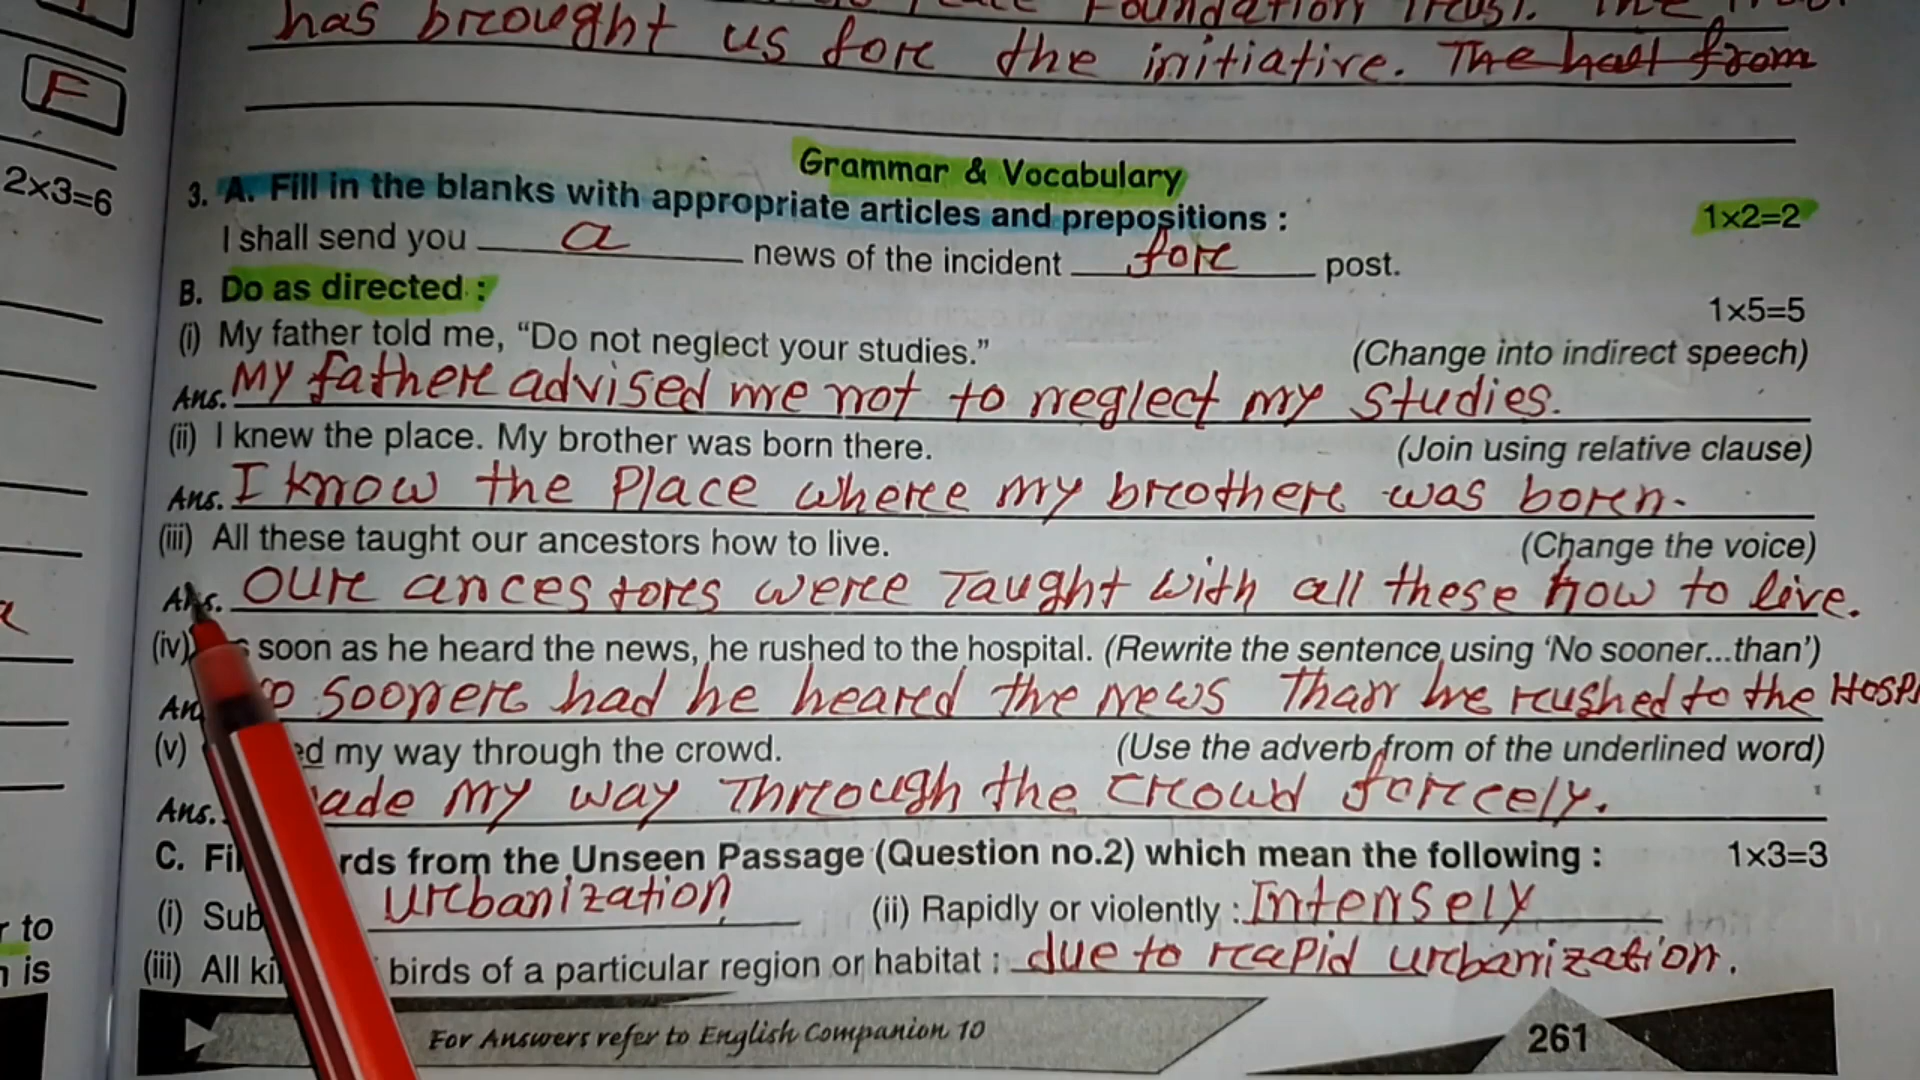 has brought us for the initiative. The hat from
F
2×3=6
Grammar & Vocabulary
3. A. Fill in the blanks with appropriate articles and prepositions : 1×2=2
I shall send you a news of the incident for post.
B. Do as directed : 1×5=5
(i) My father told me, “Do not neglect your studies.” (Change into indirect speech)
Ans. My father advised me not to neglect my studies.
(ii) I knew the place. My brother was born there. (Join using relative clause)
Ans. I know the Place where my brother was born.
(iii) All these taught our ancestors how to live. (Change the voice)
Ans. Our ancestors were Taught with all these how to live.
(iv) soon as he heard the news, he rushed to the hospital. (Rewrite the sentence using ‘No sooner...than’)
sooner had he heared the news Than he rushed to the Hosp
(v) my way through the crowd. (Use the adverb from of the underlined word)
Ans. my way Through the crowd forcely.
C. from the Unseen Passage (Question no.2) which mean the following : 1×3=3
(i) Sub urbanization (ii) Rapidly or violently : Intensely
(iii) All birds of a particular region or habitat : due to rapid urbanization.
to
is
For Answers refer to English Companion 10
261